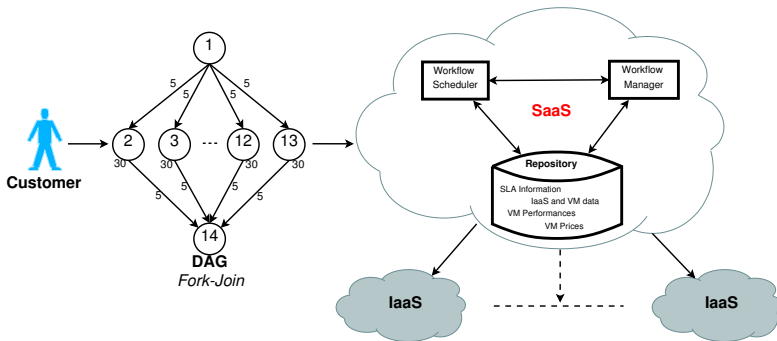 1
5
5
5
5
2
3
---
12
13
30
30
30
30
5
5
5
5
14
DAG
Fork-Join
Customer
Workflow
Scheduler
Workflow
Manager
SaaS
Repository
SLA Information
IaaS and VM data
VM Performances
VM Prices
IaaS
IaaS